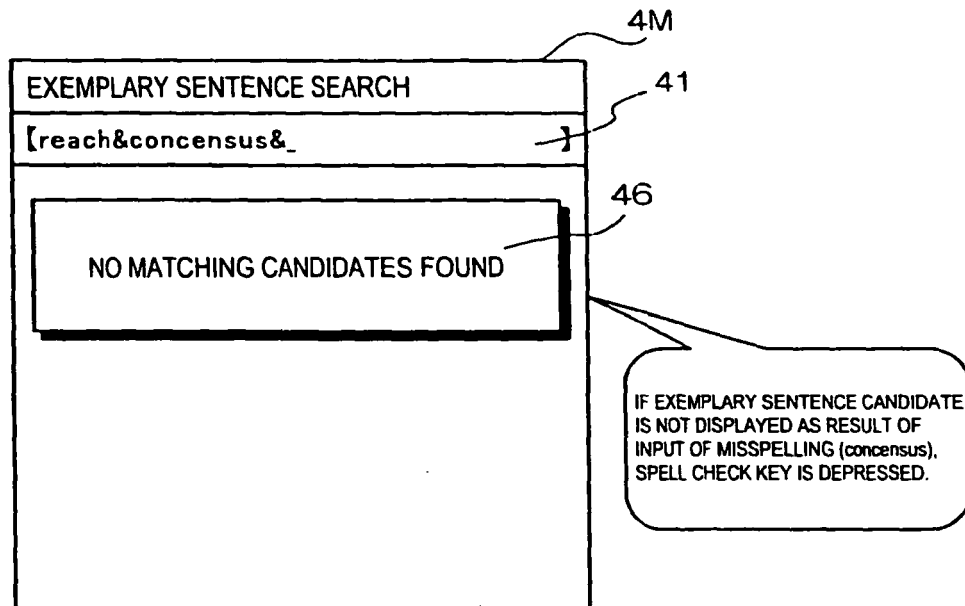 4M
EXEMPLARY SENTENCE SEARCH
41
【reach&concensus&_ 】
46
NO MATCHING CANDIDATES FOUND
IF EXEMPLARY SENTENCE CANDIDATE
IS NOT DISPLAYED AS RESULT OF
INPUT OF MISSPELLING (concensus),
SPELL CHECK KEY IS DEPRESSED.